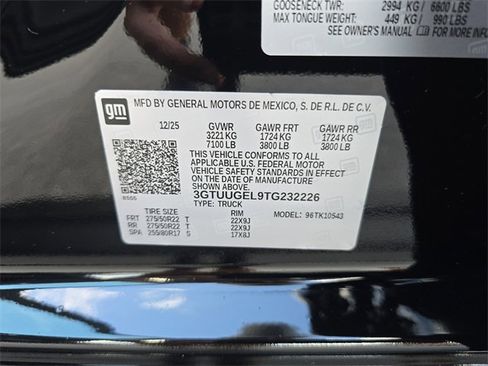 GOOSENECK TWR: 2994 KG/ 6600 LBS
MAX TONGUE WEIGHT: 449 KG/ 990 LBS
SEE OWNER'S MANUAL
gm
MFD BY GENERAL MOTORS DE MEXICO, S. DE R.L. DE C.V.
12/25 GVWR GAWR FRT GAWR RR
3221 KG 1724 KG 1724 KG
7100 LB 3800 LB 3800 LB
THIS VEHICLE CONFORMS TO ALL
APPLICABLE U.S. FEDERAL MOTOR
VEHICLE SAFETY STANDARDS IN EFFECT
ON THE DATE OF MANUFACTURE SHOWN ABOVE.
3GTUUGEL9TG232226
TYPE: TRUCK
MODEL: 96TK10543
TIRE SIZE SPEED RTG RIM
FRT 275/50R22 T 22X9J
RR 275/50R22 T 22X9J
SPA 255/80R17 S 17X8J